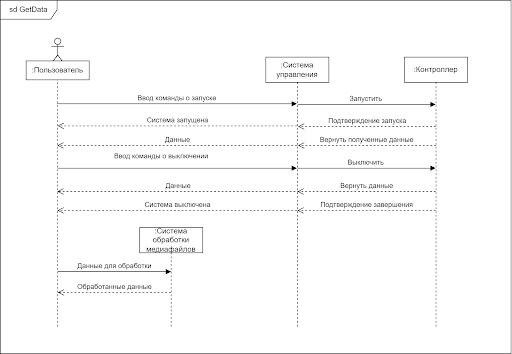 sd GetData
:Пользователь
:Система
управления
:Контроллер
Ввод команды о запуске
Запустить
Система запущена
Подтверждение запуска
Данные
Вернуть полученные данные
Ввод команды о выключении
Выключить
Данные
Вернуть данные
Система выключена
Подтверждение завершения
:Система
обработки
медиафайлов
Данные для обработки
Обработанные данные